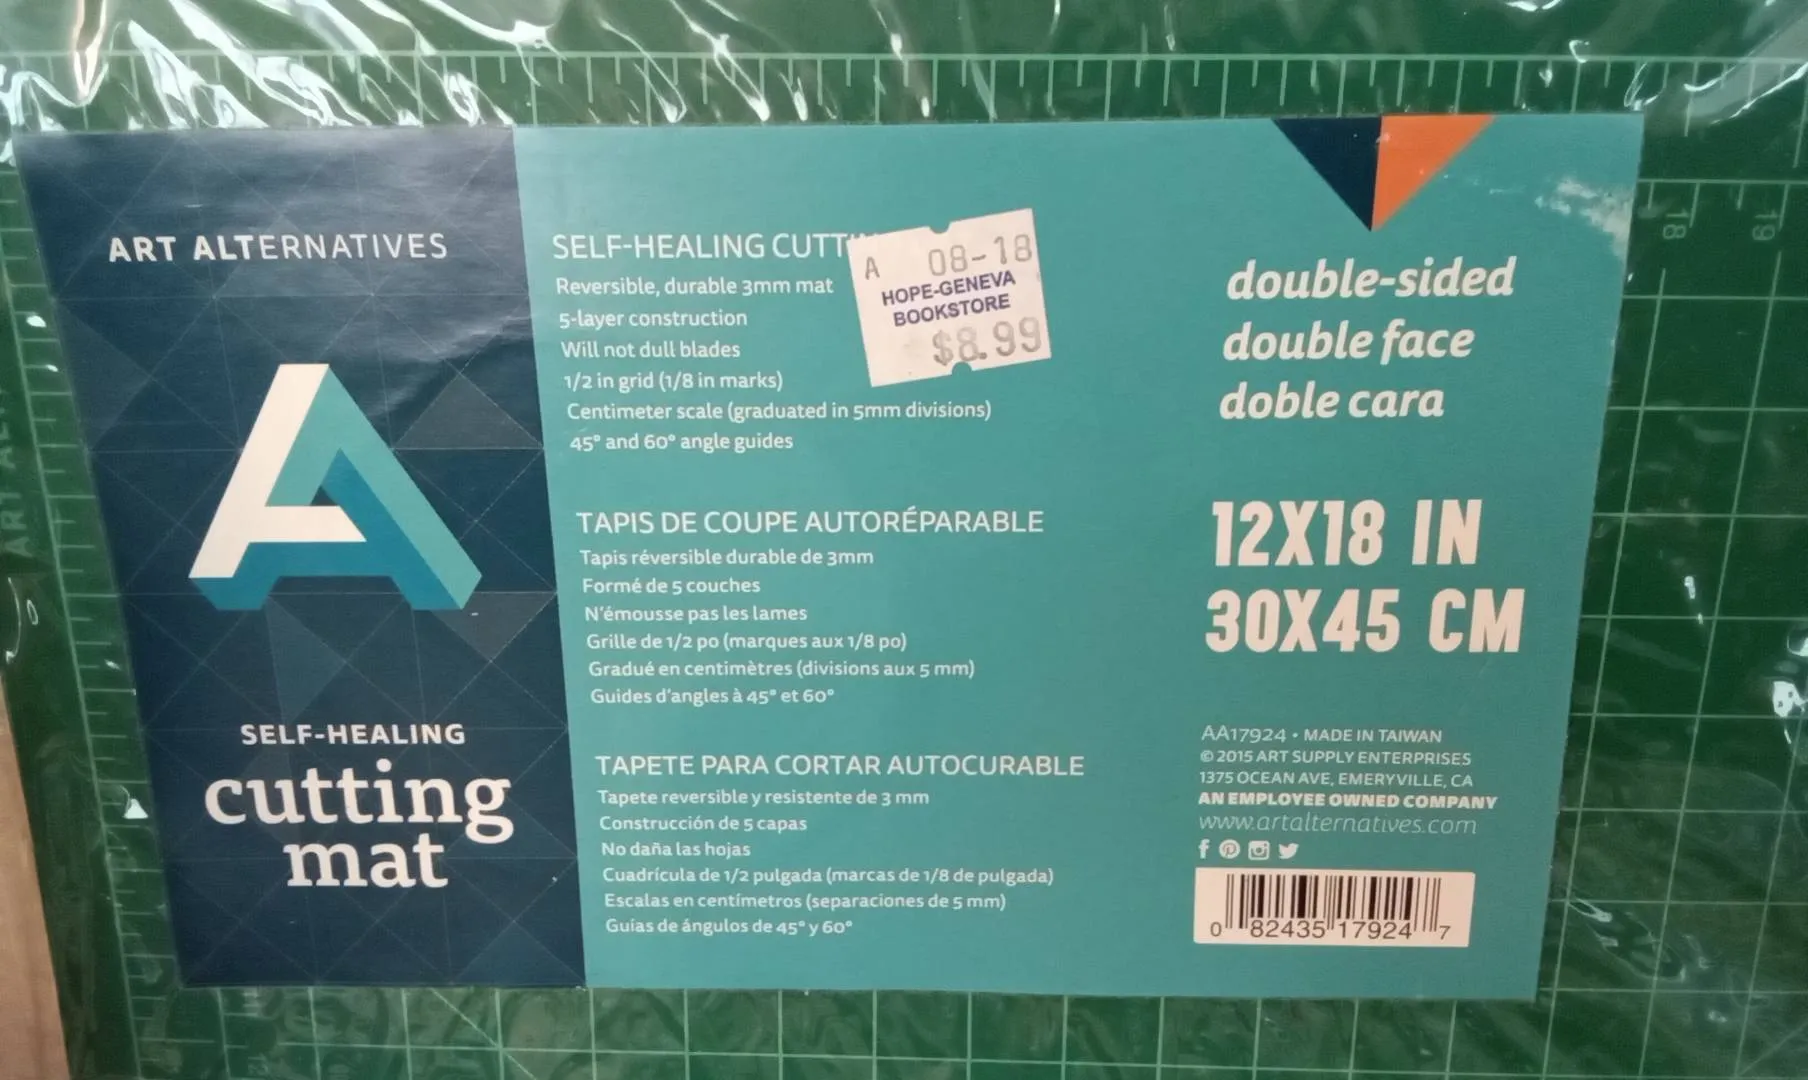 ART ALTERNATIVES
SELF-HEALING
cutting
mat
SELF-HEALING CUTTI
Reversible, durable 3mm mat
5-layer construction
Will not dull blades
1/2 in grid (1/8 in marks)
Centimeter scale (graduated in 5mm divisions)
45° and 60° angle guides
A 08-18
HOPE-GENEVA
BOOKSTORE
$8.99
TAPIS DE COUPE AUTORÉPARABLE
Tapis réversible durable de 3mm
Formé de 5 couches
N'émousse pas les lames
Grille de 1/2 po (marques aux 1/8 po)
Gradué en centimètres (divisions aux 5 mm)
Guides d'angles à 45° et 60°
TAPETE PARA CORTAR AUTOCURABLE
Tapete reversible y resistente de 3 mm
Construcción de 5 capas
No daña las hojas
Cuadrícula de 1/2 pulgada (marcas de 1/8 de pulgada)
Escalas en centímetros (separaciones de 5 mm)
Guías de ángulos de 45° y 60°
double-sided
double face
doble cara
12X18 IN
30X45 CM
AA17924 • MADE IN TAIWAN
© 2015 ART SUPPLY ENTERPRISES
1375 OCEAN AVE, EMERYVILLE, CA
AN EMPLOYEE OWNED COMPANY
www.artalternatives.com
0 82435 17924 7
18 19